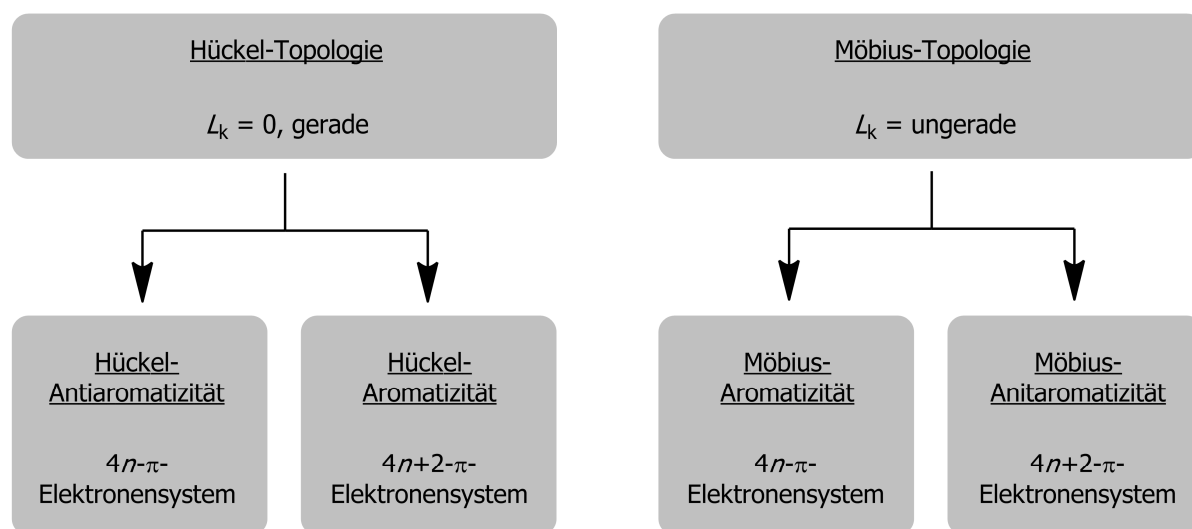 Hückel-Topologie
Lk = 0, gerade
Möbius-Topologie
Lk = ungerade
Hückel-
Antiaromatizität
4n-π-
Elektronensystem
Hückel-
Aromatizität
4n+2-π-
Elektronensystem
Möbius-
Aromatizität
4n-π-
Elektronensystem
Möbius-
Anitaromatizität
4n+2-π-
Elektronensystem